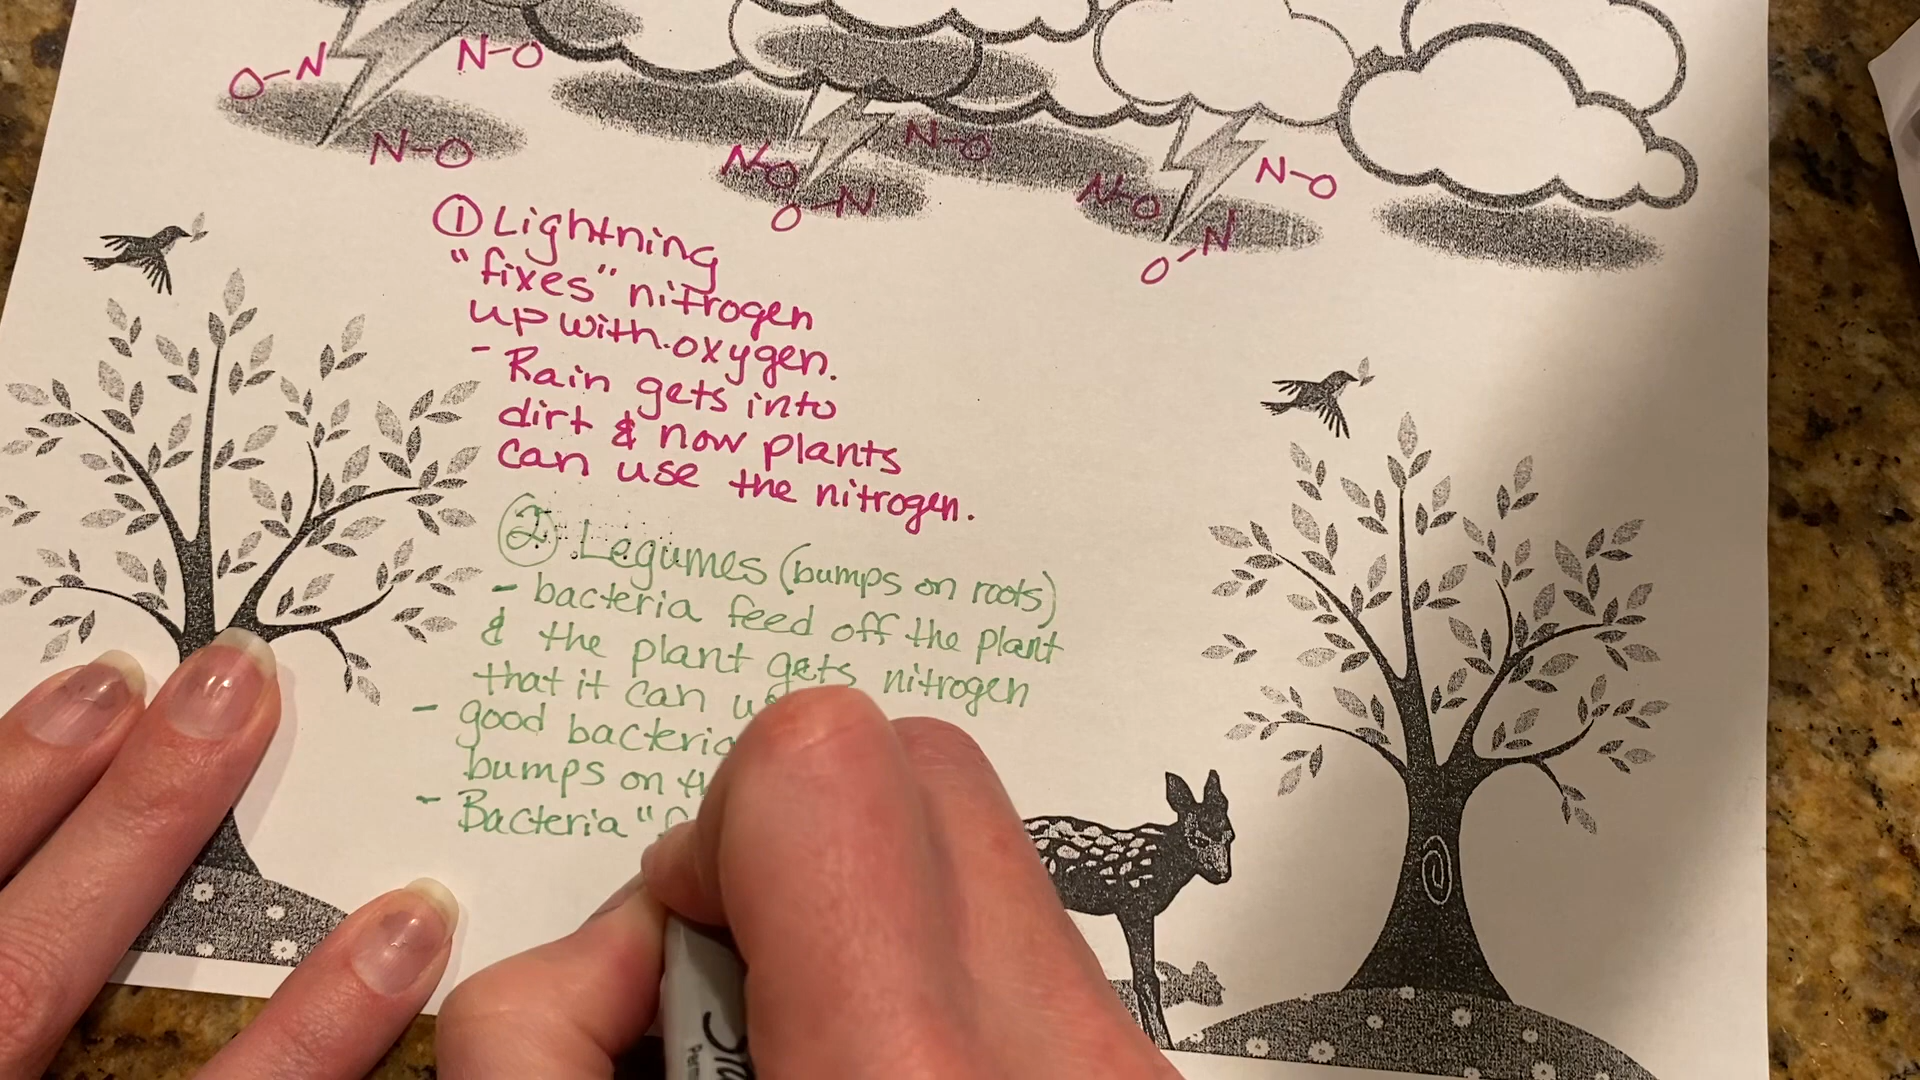 O-N
N-O
N-O
N-O
O-N
N-O
N-O
O-N
N-O
① Lightning
"fixes" nitrogen
up with oxygen.
- Rain gets into
dirt & now plants
can use the nitrogen.
② Legumes (bumps on roots)
- bacteria feed off the plant
& the plant gets nitrogen
that it can
- good bacteria
bumps on
- Bacteria "